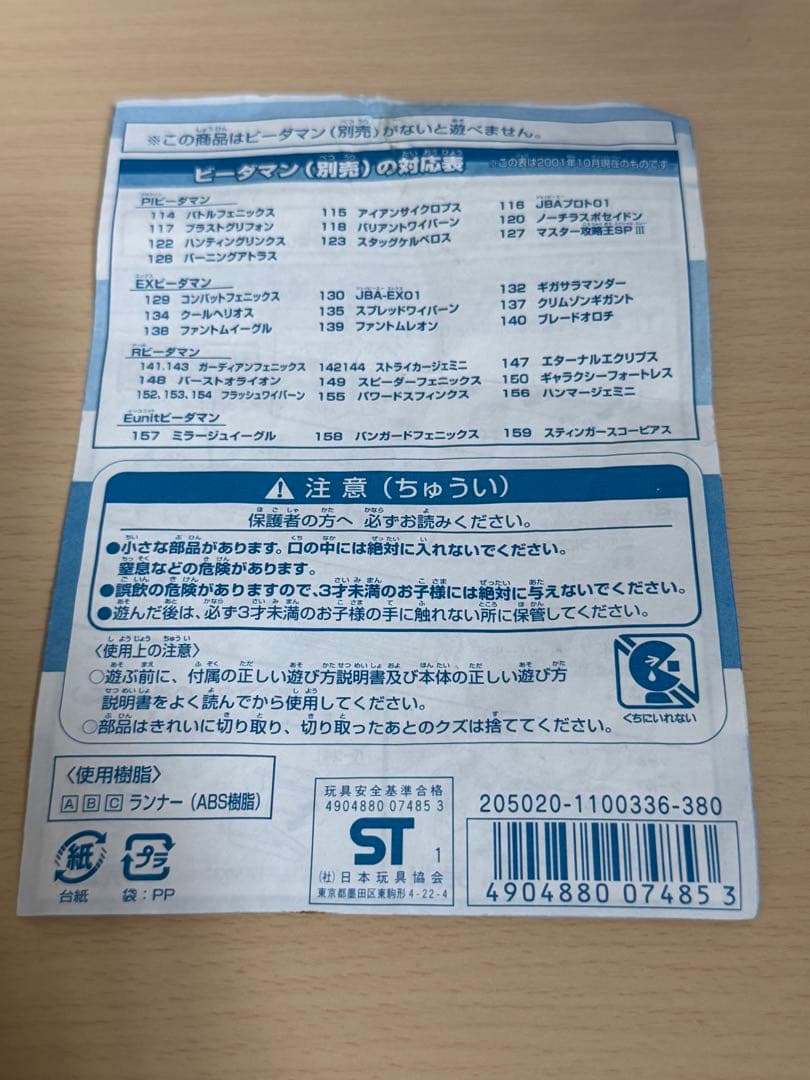 ※この商品はビーダマン(別売)がないと遊べません。
ビーダマン(別売)の対応表 ※この表は2001年10月現在のものです
PIビーダマン
114 バトルフェニックス 115 アイアンサイクロプス 116 JBAプロト01
117 ブラストグリフォン 118 バリアントワイバーン 120 ノーチラスポセイドン
122 ハンティングリンクス 123 スタッグケルベロス 127 マスター攻略王SPⅢ
128 バーニングアトラス
EXビーダマン
129 コンバットフェニックス 130 JBA-EX01 132 ギガサラマンダー
134 クールヘリオス 135 スプレッドワイバーン 137 クリムゾンギガント
138 ファントムイーグル 139 ファントムレオン 140 ブレードオロチ
Rビーダマン
141.143 ガーディアンフェニックス 142144 ストライカージェミニ 147 エターナルエクリプス
148 バーストオライオン 149 スピーダーフェニックス 150 ギャラクシーフォートレス
152、153、154 フラッシュワイバーン 155 パワードスフィンクス 156 ハンマージェミニ
Eunitビーダマン
157 ミラージュイーグル 158 バンガードフェニックス 159 スティンガースコーピアス
注意(ちゅうい)
保護者の方へ 必ずお読みください。
●小さな部品があります。口の中には絶対に入れないでください。
窒息などの危険があります。
●誤飲の危険がありますので、3才未満のお子様には絶対に与えないでください。
●遊んだ後は、必ず3才未満のお子様の手に触れない所に保管してください。
〈使用上の注意〉
○遊ぶ前に、付属の正しい遊び方説明書及び本体の正しい遊び方
説明書をよく読んでから使用してください。
○部品はきれいに切り取り、切り取ったあとのクズは捨ててください。
くちにいれない
〈使用樹脂〉
A B C ランナー(ABS樹脂)
紙
台紙
プラ
袋:PP
玩具安全基準合格
4904880 07485 3
ST 1
(社)日本玩具協会
東京都墨田区東駒形4-22-4
205020-1100336-380
4904880 074853